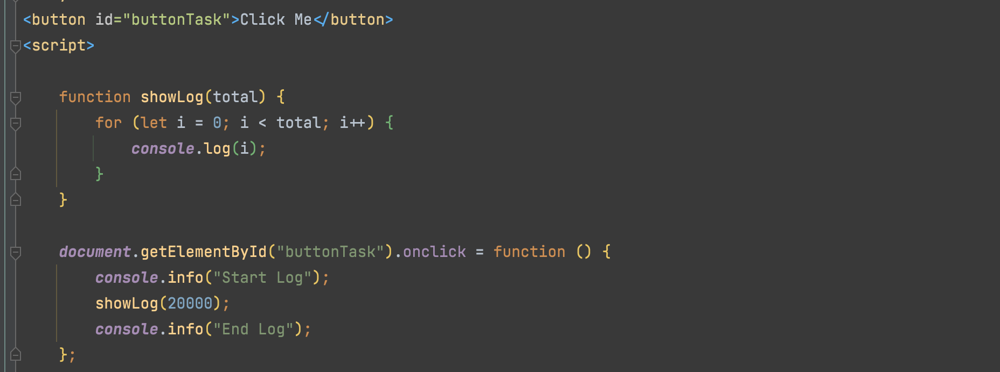 <button id="buttonTask">Click Me</button>
<script>
function showLog(total) {
for (let i = 0; i < total; i++) {
console.log(i);
}
}
document.getElementById("buttonTask").onclick = function () {
console.info("Start Log");
showLog(20000);
console.info("End Log");
};